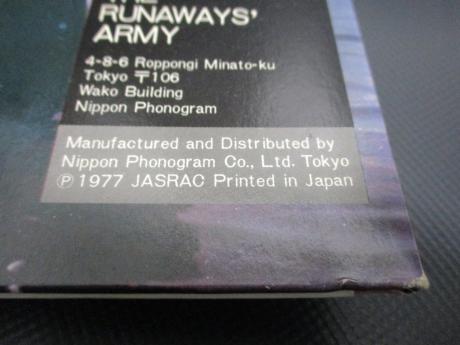 THE
RUNAWAYS'
ARMY
4-8-6 Roppongi Minato-ku
Tokyo 〒106
Wako Building
Nippon Phonogram
Manufactured and Distributed by
Nippon Phonogram Co., Ltd. Tokyo
Ⓟ 1977 JASRAC Printed in Japan